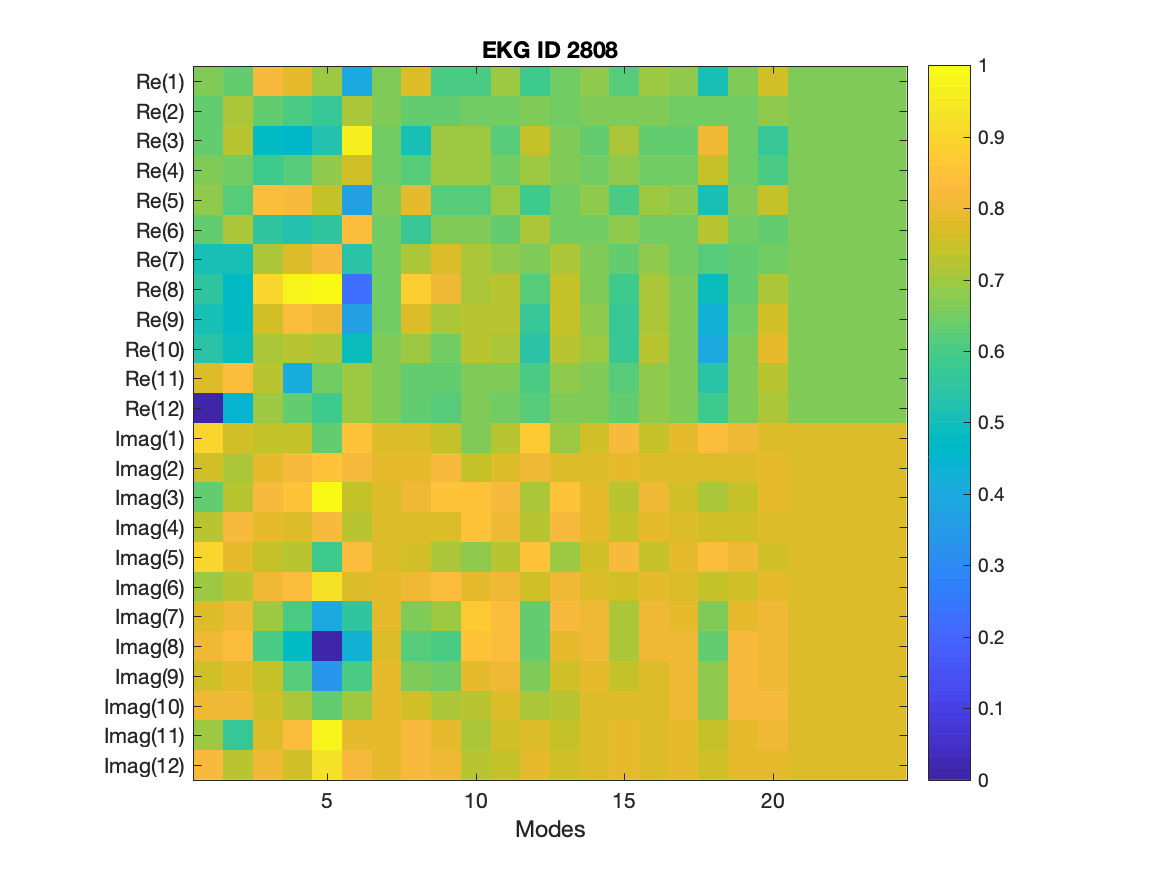 EKG ID 2808
Re(1)
Re(2)
Re(3)
Re(4)
Re(5)
Re(6)
Re(7)
Re(8)
Re(9)
Re(10)
Re(11)
Re(12)
Imag(1)
Imag(2)
Imag(3)
Imag(4)
Imag(5)
Imag(6)
Imag(7)
Imag(8)
Imag(9)
Imag(10)
Imag(11)
Imag(12)
5 10 15 20
Modes
1
0.9
0.8
0.7
0.6
0.5
0.4
0.3
0.2
0.1
0